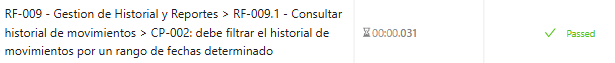 RF-009 - Gestion de Historial y Reportes > RF-009.1 - Consultar
historial de movimientos > CP-002: debe filtrar el historial de
movimientos por un rango de fechas determinado
00:00.031
Passed